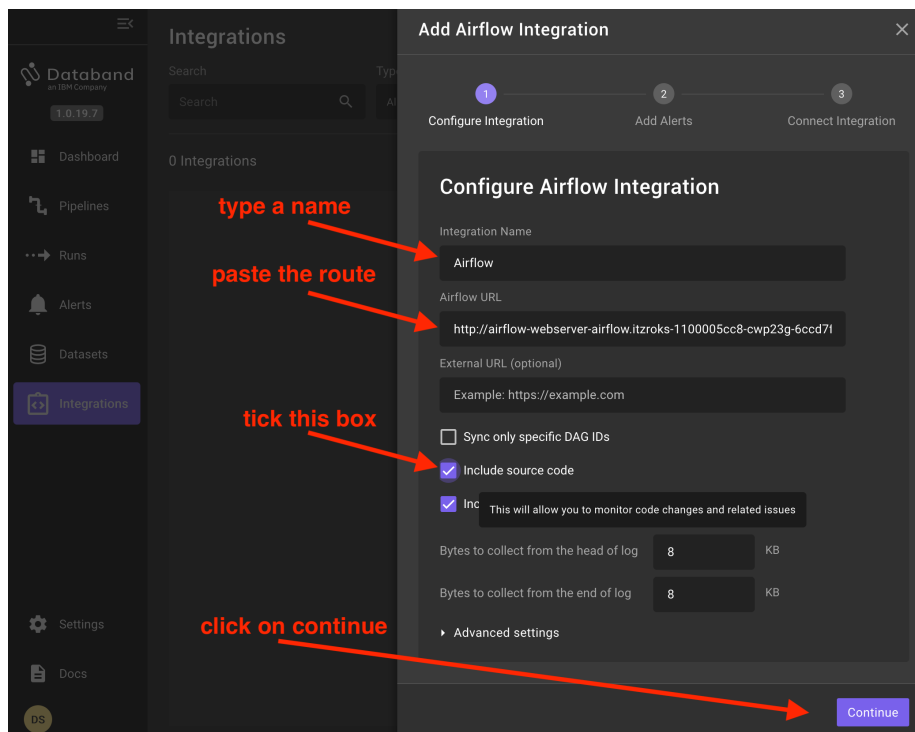 Databand
an IBM Company
1.0.19.7
Dashboard
Pipelines
Runs
Alerts
Datasets
Integrations
Settings
Docs
DS
Integrations
Search
Search
0 Integrations
type a name
paste the route
tick this box
click on continue
Add Airflow Integration
1
2
3
Configure Integration
Add Alerts
Connect Integration
Configure Airflow Integration
Integration Name
Airflow
Airflow URL
http://airflow-webserver-airflow.itzroks-1100005cc8-cwp23g-6ccd7f
External URL (optional)
Example: https://example.com
Sync only specific DAG IDs
Include source code
This will allow you to monitor code changes and related issues
Bytes to collect from the head of log
8
KB
Bytes to collect from the end of log
8
KB
Advanced settings
Continue